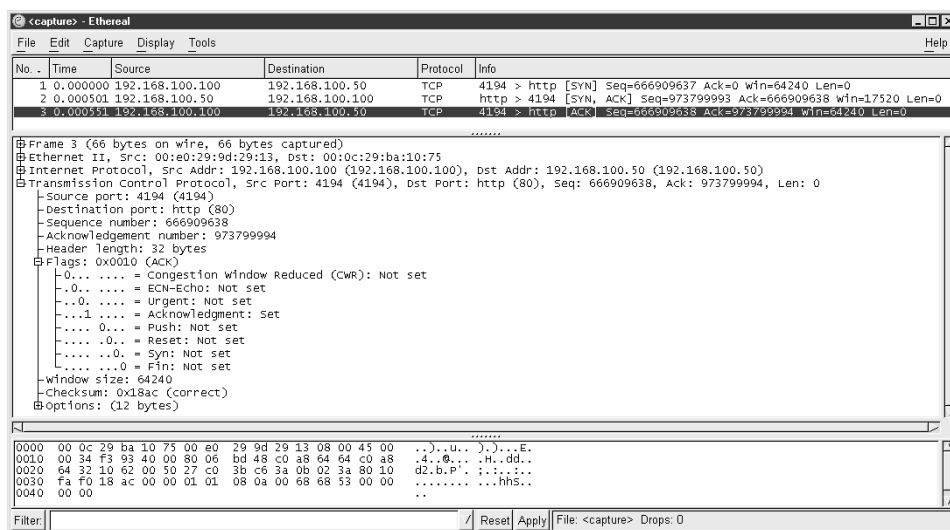 <capture> - Ethereal
File Edit Capture Display Tools Help
No. . Time Source Destination Protocol Info
1 0.000000 192.168.100.100 192.168.100.50 TCP 4194 > http [SYN] Seq=666909637 Ack=0 Win=64240 Len=0
2 0.000501 192.168.100.50 192.168.100.100 TCP http > 4194 [SYN, ACK] Seq=973799993 Ack=666909638 Win=17520 Len=0
3 0.000551 192.168.100.100 192.168.100.50 TCP 4194 > http [ACK] Seq=666909638 Ack=973799994 Win=64240 Len=0
Frame 3 (66 bytes on wire, 66 bytes captured)
Ethernet II, Src: 00:e0:29:9d:29:13, Dst: 00:0c:29:ba:10:75
Internet Protocol, Src Addr: 192.168.100.100 (192.168.100.100), Dst Addr: 192.168.100.50 (192.168.100.50)
Transmission Control Protocol, Src Port: 4194 (4194), Dst Port: http (80), Seq: 666909638, Ack: 973799994, Len: 0
Source port: 4194 (4194)
Destination port: http (80)
Sequence number: 666909638
Acknowledgement number: 973799994
Header length: 32 bytes
Flags: 0x0010 (ACK)
0... .... = Congestion Window Reduced (CWR): Not set
.0.. .... = ECN-Echo: Not set
..0. .... = Urgent: Not set
...1 .... = Acknowledgment: Set
.... 0... = Push: Not set
.... .0.. = Reset: Not set
.... ..0. = Syn: Not set
.... ...0 = Fin: Not set
Window size: 64240
Checksum: 0x18ac (correct)
Options: (12 bytes)
0000 00 0c 29 ba 10 75 00 e0 29 9d 29 13 08 00 45 00 ..)..u.. ).)...E.
0010 00 34 f3 93 40 00 80 06 bd 48 c0 a8 64 64 c0 a8 .4..@... .H..dd..
0020 64 32 10 62 00 50 27 c0 3b c6 3a 0b 02 3a 80 10 d2.b.P'. ;.:..:..
0030 fa f0 18 ac 00 00 01 01 08 0a 00 68 68 53 00 00 ........ ...hhS..
0040 00 00 ..
Filter: / Reset Apply File: <capture> Drops: 0